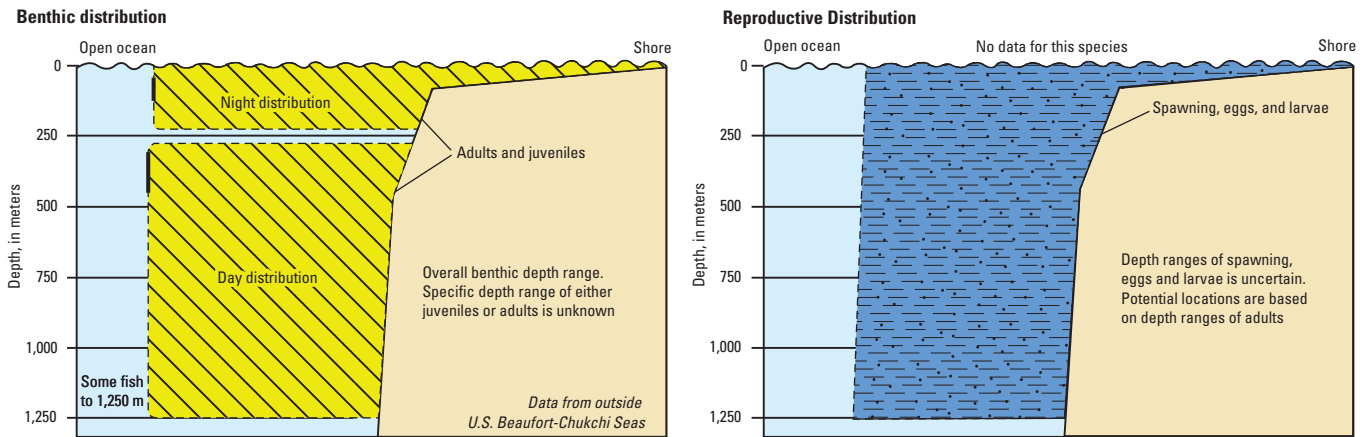 Benthic distribution
Open ocean
Shore
Depth, in meters
0
250
500
750
1,000
1,250
Night distribution
Adults and juveniles
Day distribution
Overall benthic depth range.
Specific depth range of either
juveniles or adults is unknown
Some fish
to 1,250 m
Data from outside
U.S. Beaufort-Chukchi Seas
Reproductive Distribution
Open ocean
No data for this species
Shore
Depth, in meters
0
250
500
750
1,000
1,250
Spawning, eggs, and larvae
Depth ranges of spawning,
eggs and larvae is uncertain.
Potential locations are based
on depth ranges of adults